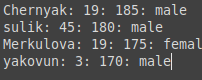 Chernyak: 19: 185: male
sulik: 45: 180: male
Merkulova: 19: 175: femal
yakovun: 3: 170: male